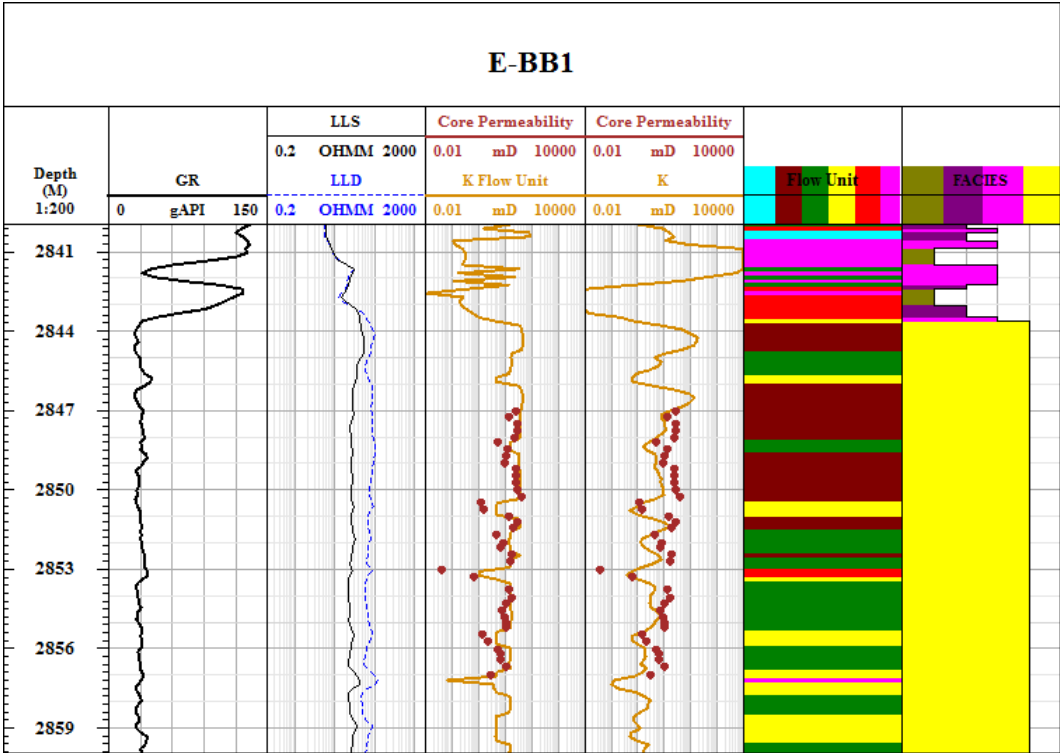 E-BB1
LLS
Core Permeability
Core Permeability
0.2 OHMM 2000
0.01 mD 10000
0.01 mD 10000
Depth
(M)
1:200
GR
0 gAPI 150
LLD
0.2 OHMM 2000
K Flow Unit
0.01 mD 10000
K
0.01 mD 10000
Flow Unit
FACIES
2841
2844
2847
2850
2853
2856
2859